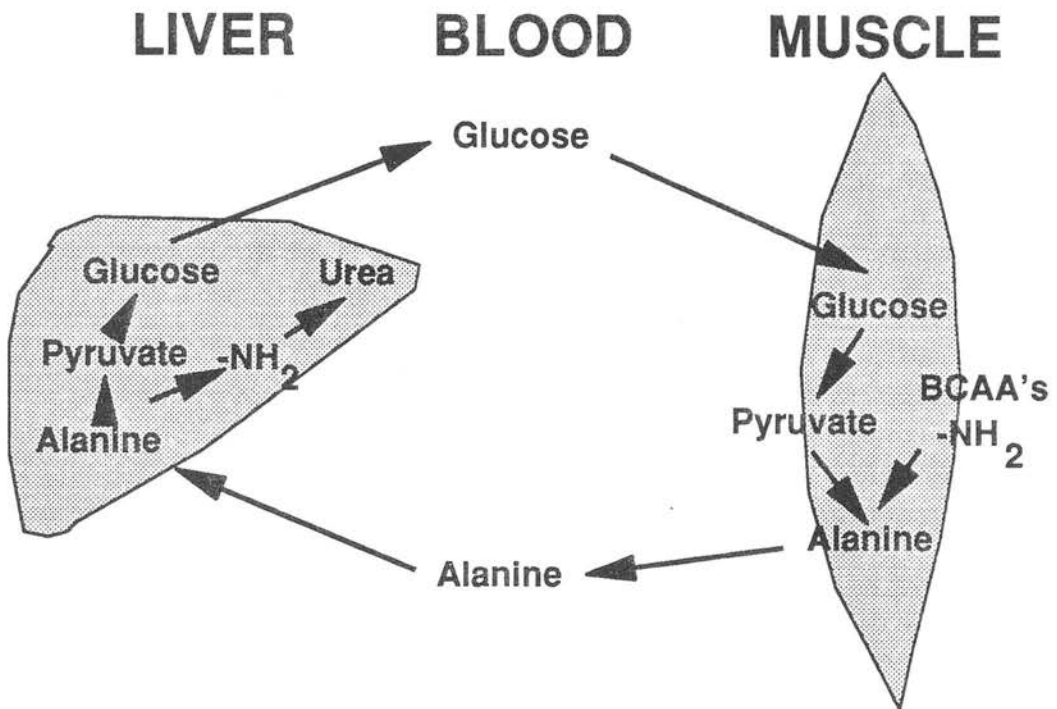 LIVER BLOOD MUSCLE
Glucose
Glucose
Urea
Pyruvate
-NH2
Alanine
Glucose
BCAA's
Pyruvate
-NH2
Alanine
Alanine